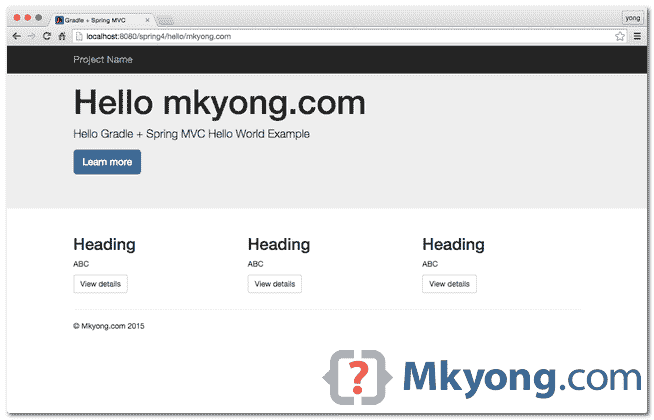 Gradle + Spring MVC
yong
localhost:8080/spring4/hello/mkyong.com
Project Name
Hello mkyong.com
Hello Gradle + Spring MVC Hello World Example
Learn more
Heading Heading Heading
ABC ABC ABC
View details View details View details
© Mkyong.com 2015
? Mkyong.com